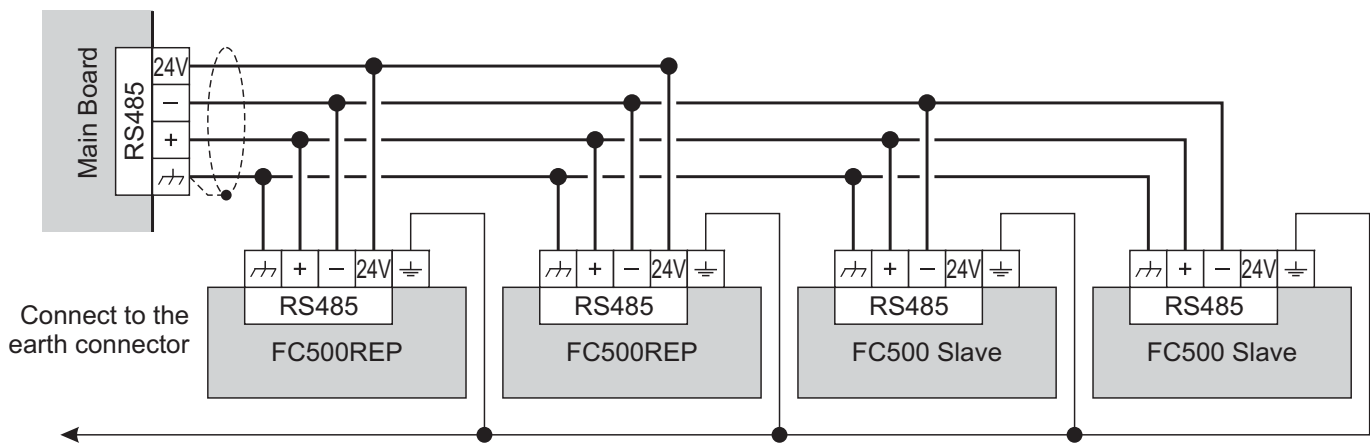 Main Board
RS485
24V
−
+
+ − 24V
RS485
FC500REP
+ − 24V
RS485
FC500REP
+ − 24V
RS485
FC500 Slave
+ − 24V
RS485
FC500 Slave
Connect to the
earth connector